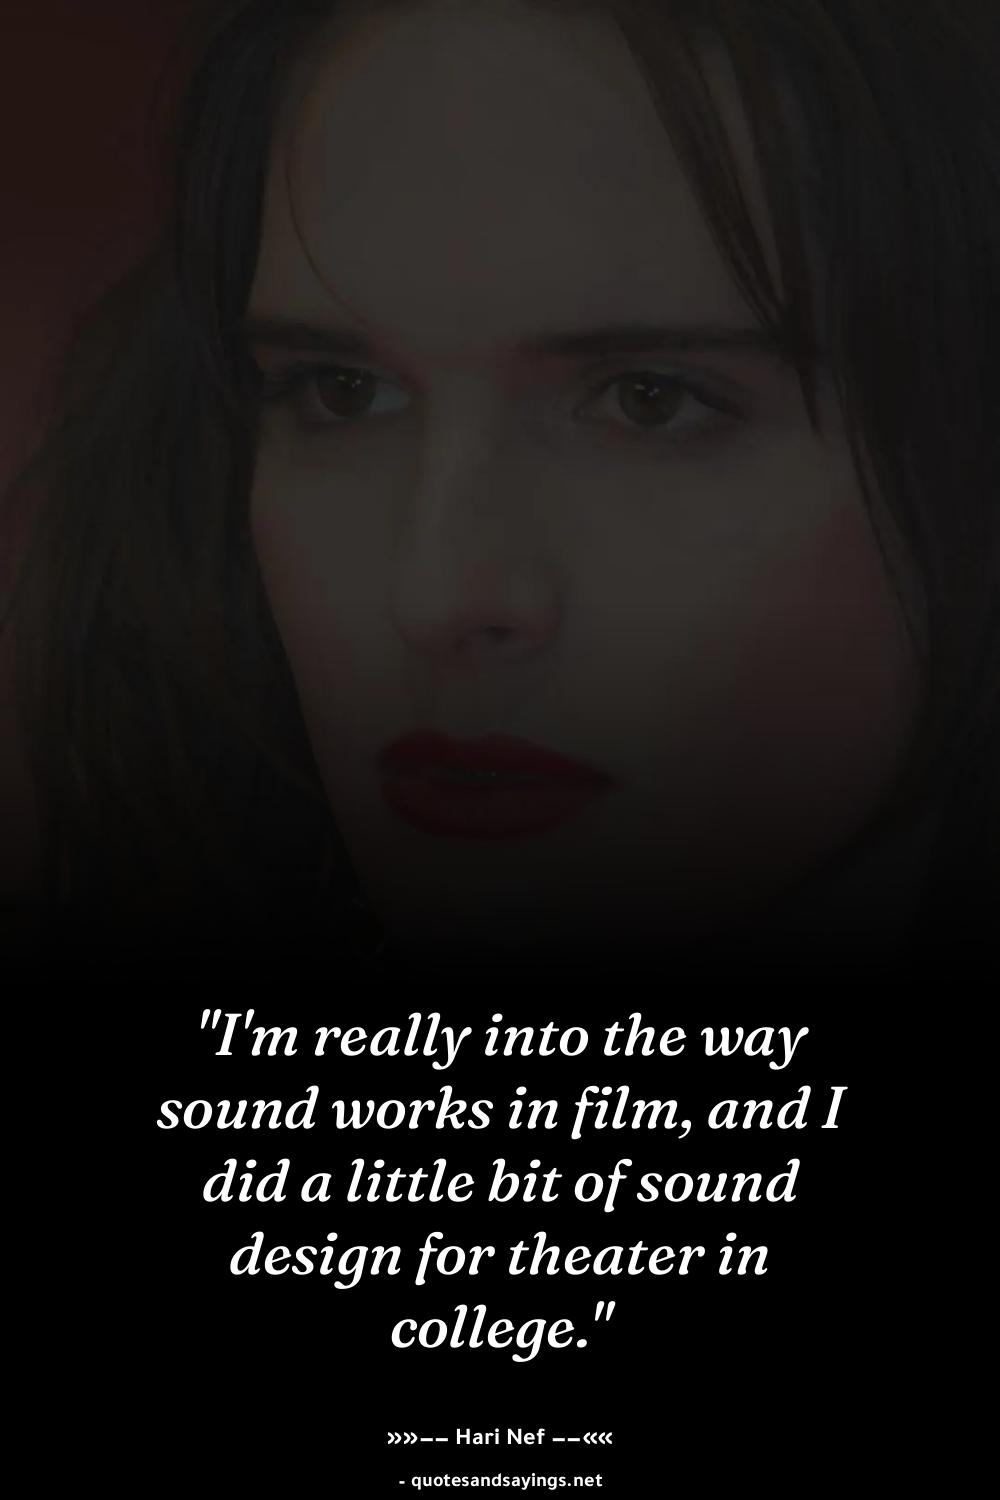 "I'm really into the way
sound works in film, and I
did a little bit of sound
design for theater in
college."
»»−− Hari Nef −−««
- quotesandsayings.net